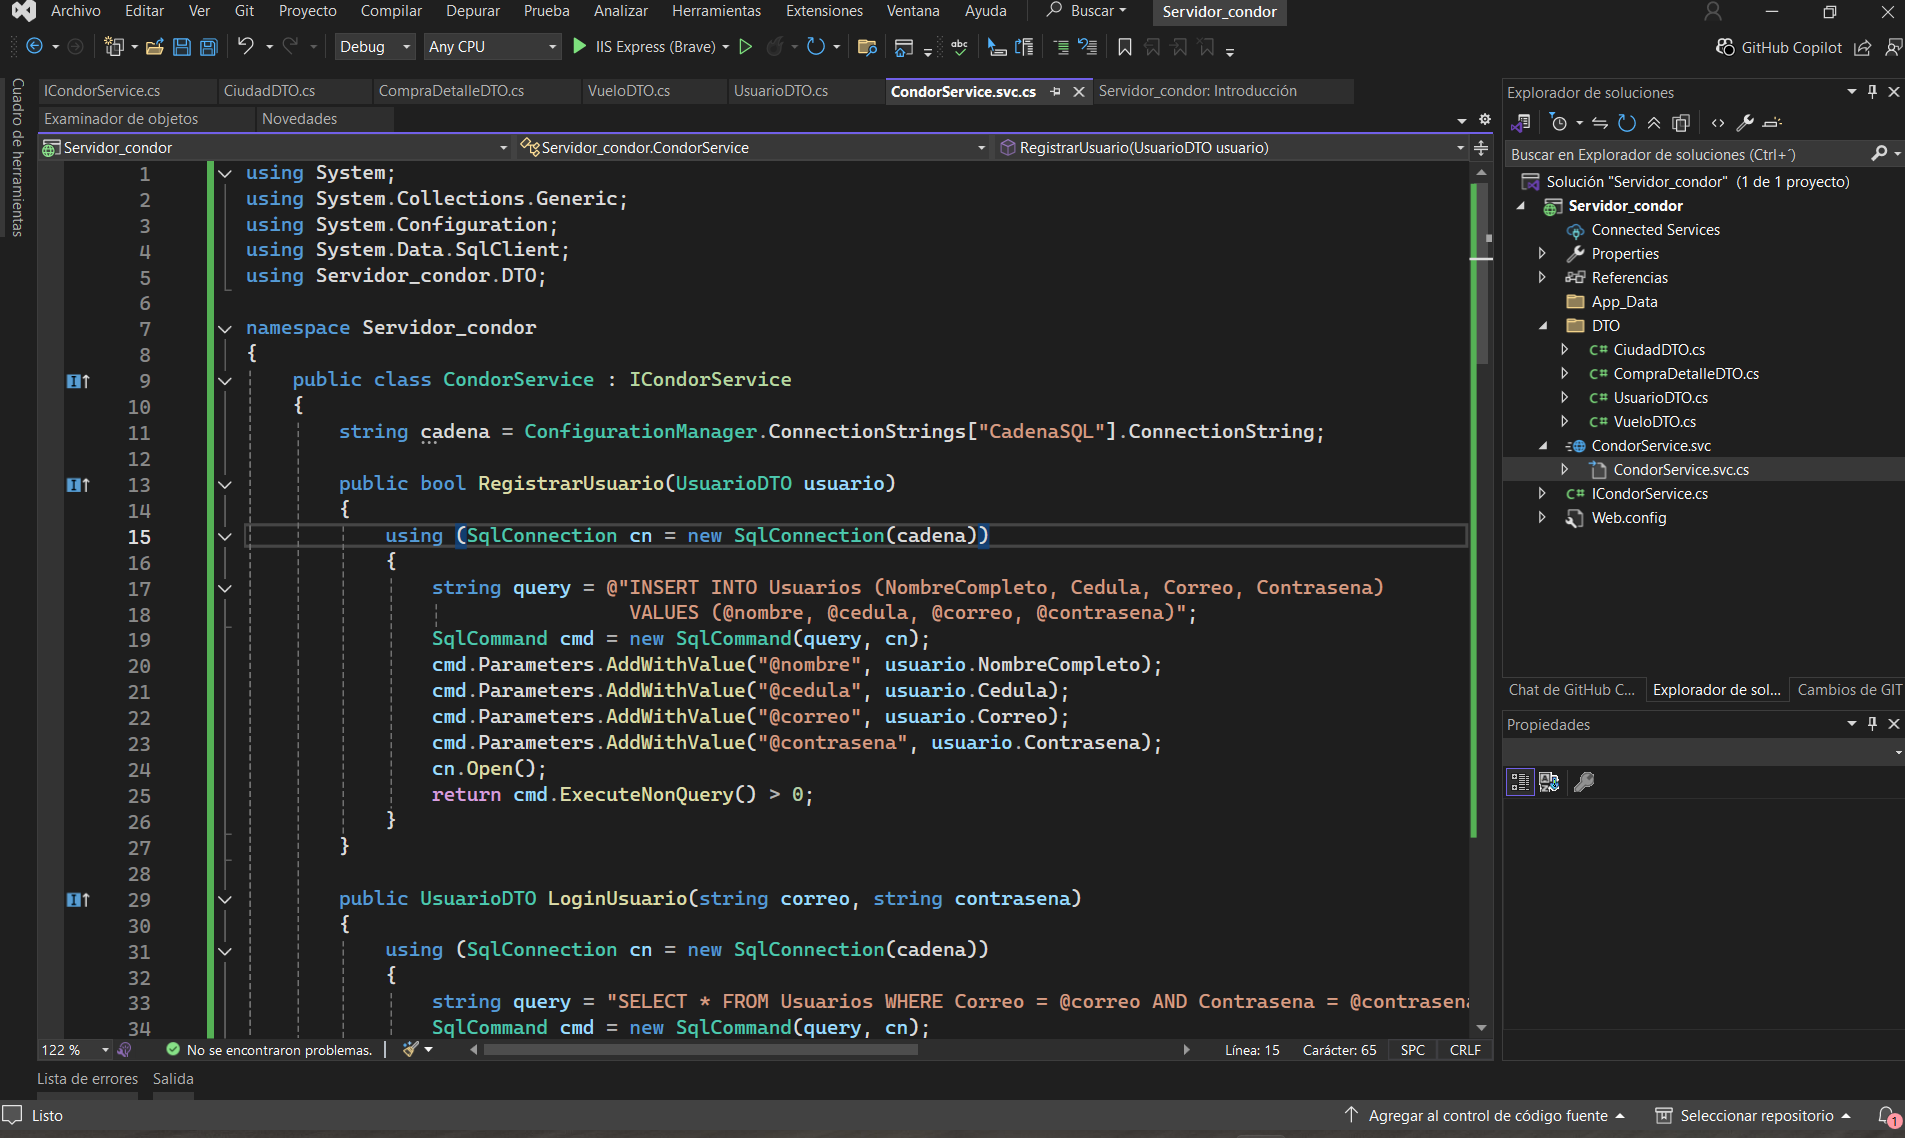 Archivo Editar Ver Git Proyecto Compilar Depurar Prueba Analizar Herramientas Extensiones Ventana Ayuda Buscar Servidor_condor
Debug Any CPU IIS Express (Brave) GitHub Copilot
Cuadro de herramientas
ICondorService.cs CiudadDTO.cs CompraDetalleDTO.cs VueloDTO.cs UsuarioDTO.cs CondorService.svc.cs Servidor_condor: Introducción
Examinador de objetos Novedades
Servidor_condor Servidor_condor.CondorService RegistrarUsuario(UsuarioDTO usuario)
1 using System;
2 using System.Collections.Generic;
3 using System.Configuration;
4 using System.Data.SqlClient;
5 using Servidor_condor.DTO;
6
7 namespace Servidor_condor
8 {
9 public class CondorService : ICondorService
10 {
11 string cadena = ConfigurationManager.ConnectionStrings["CadenaSQL"].ConnectionString;
12
13 public bool RegistrarUsuario(UsuarioDTO usuario)
14 {
15 using (SqlConnection cn = new SqlConnection(cadena))
16 {
17 string query = @"INSERT INTO Usuarios (NombreCompleto, Cedula, Correo, Contrasena)
18 VALUES (@nombre, @cedula, @correo, @contrasena)";
19 SqlCommand cmd = new SqlCommand(query, cn);
20 cmd.Parameters.AddWithValue("@nombre", usuario.NombreCompleto);
21 cmd.Parameters.AddWithValue("@cedula", usuario.Cedula);
22 cmd.Parameters.AddWithValue("@correo", usuario.Correo);
23 cmd.Parameters.AddWithValue("@contrasena", usuario.Contrasena);
24 cn.Open();
25 return cmd.ExecuteNonQuery() > 0;
26 }
27 }
28
29 public UsuarioDTO LoginUsuario(string correo, string contrasena)
30 {
31 using (SqlConnection cn = new SqlConnection(cadena))
32 {
33 string query = "SELECT * FROM Usuarios WHERE Correo = @correo AND Contrasena = @contrasena
34 SqlCommand cmd = new SqlCommand(query, cn);
122 % No se encontraron problemas. Línea: 15 Carácter: 65 SPC CRLF
Lista de errores Salida
Explorador de soluciones
Buscar en Explorador de soluciones (Ctrl+´)
Solución "Servidor_condor" (1 de 1 proyecto)
Servidor_condor
Connected Services
Properties
Referencias
App_Data
DTO
C# CiudadDTO.cs
C# CompraDetalleDTO.cs
C# UsuarioDTO.cs
C# VueloDTO.cs
CondorService.svc
CondorService.svc.cs
C# ICondorService.cs
Web.config
Chat de GitHub C... Explorador de sol... Cambios de GIT
Propiedades
Listo Agregar al control de código fuente Seleccionar repositorio 1